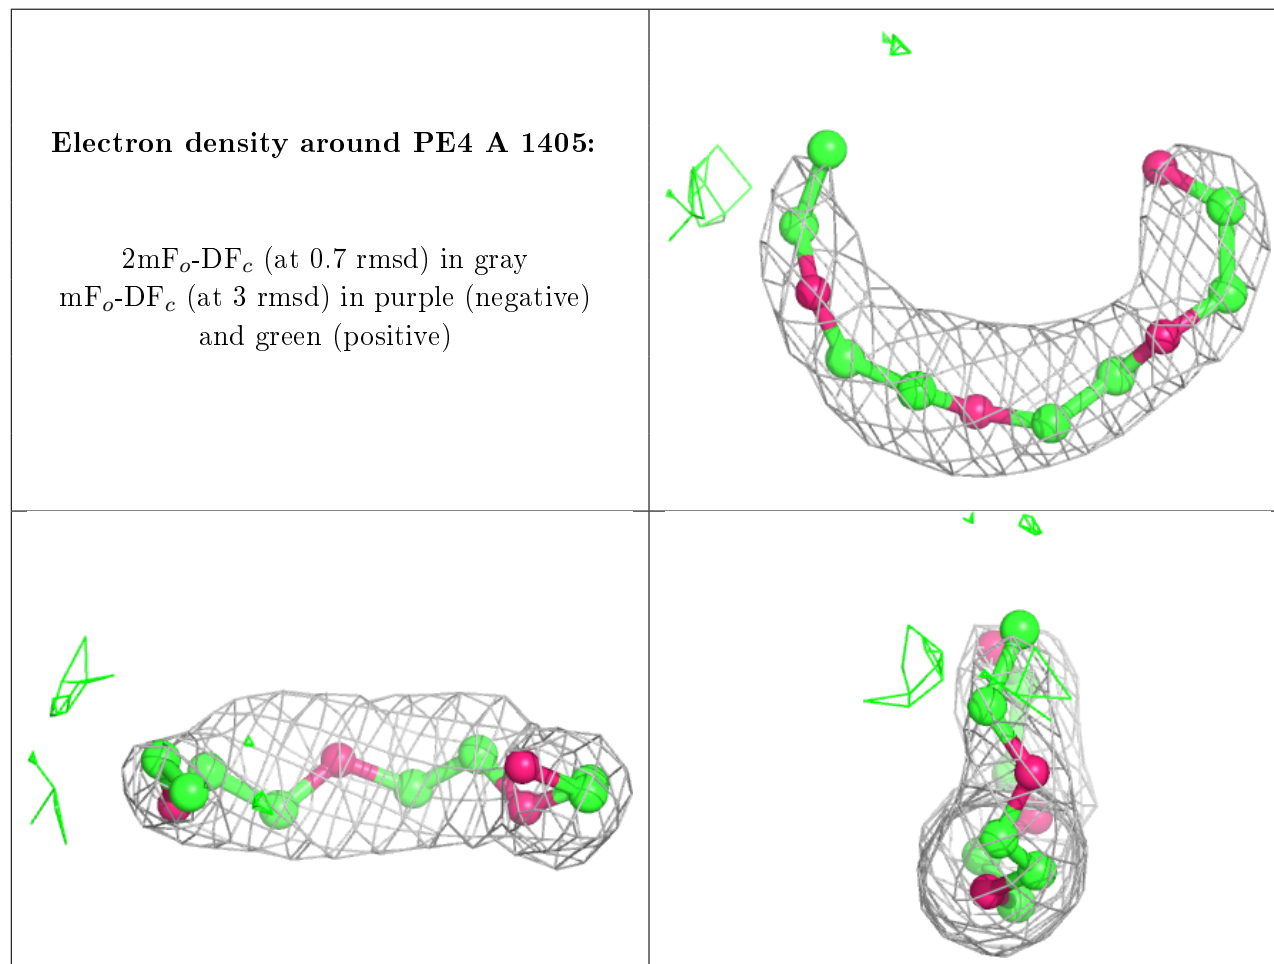 Electron density around PE4 A 1405:
2mFo-DFc (at 0.7 rmsd) in gray
mFo-DFc (at 3 rmsd) in purple (negative)
and green (positive)